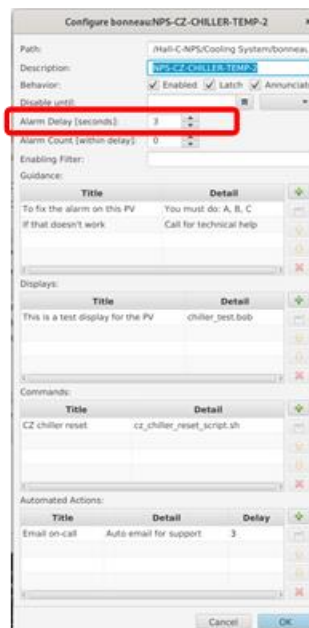 Configure bonneau:NPS-CZ-CHILLER-TEMP-2
Path: /Hall-C-NPS/Cooling System/bonneau
Description: NPS-CZ-CHILLER-TEMP-2
Behavior: Enabled Latch Annunciat
Disable until:
Alarm Delay [seconds]: 3
Alarm Count [within delay]: 0
Enabling Filter:
Guidance:
Title Detail
To fix the alarm on this PV You must do: A, B, C
If that doesn't work Call for technical help
Displays:
Title Detail
This is a test display for the PV chiller_test.bob
Commands:
Title Detail
CZ chiller reset cz_chiller_reset_script.sh
Automated Actions:
Title Detail Delay
Email on-call Auto email for support 3
Cancel OK